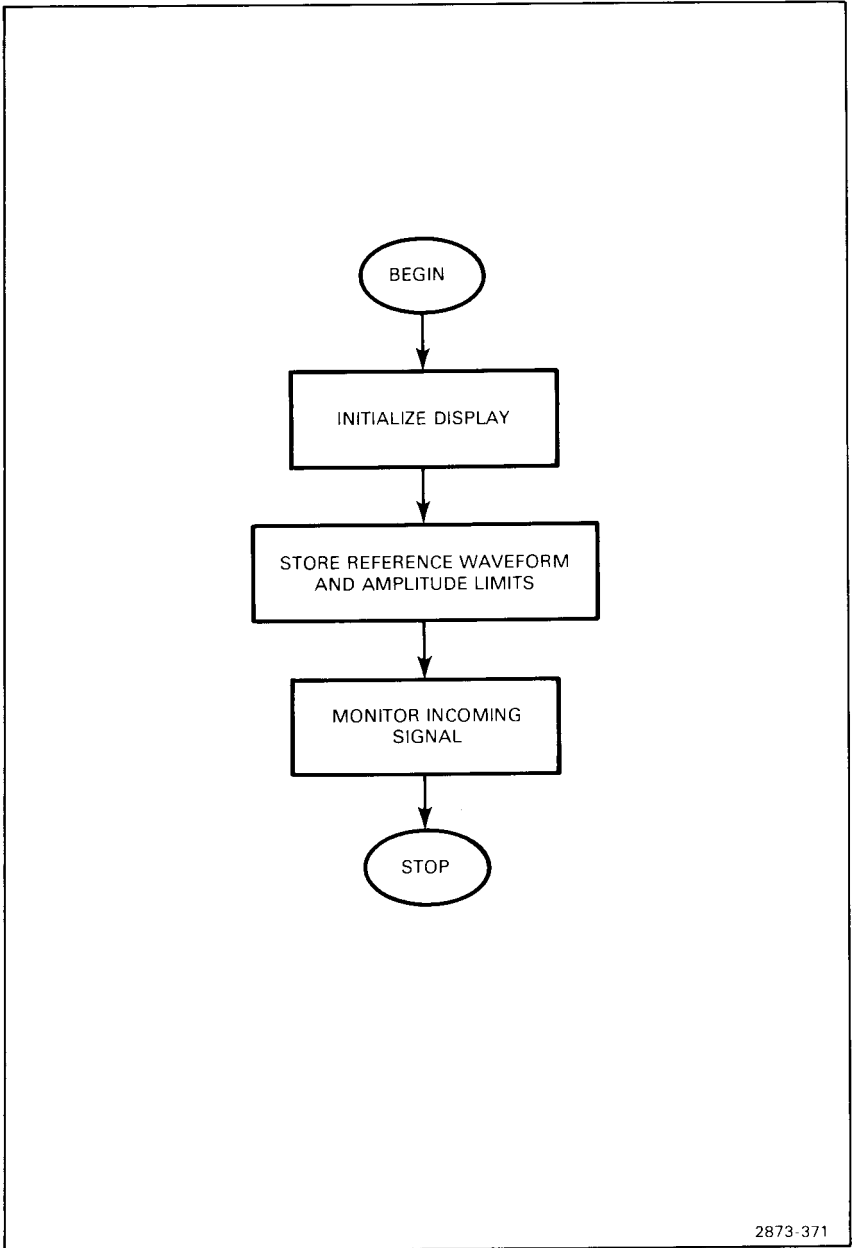 BEGIN
INITIALIZE DISPLAY
STORE REFERENCE WAVEFORM
AND AMPLITUDE LIMITS
MONITOR INCOMING
SIGNAL
STOP
2873-371